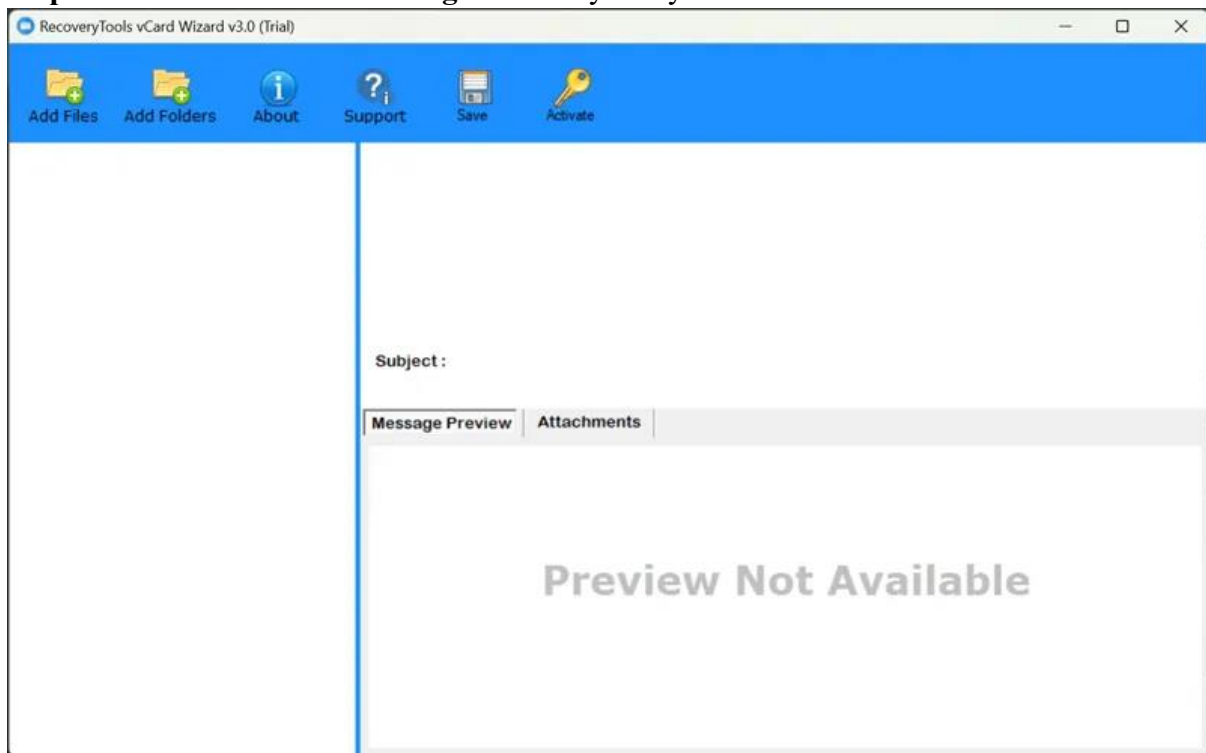 RecoveryTools vCard Wizard v3.0 (Trial)
Add Files Add Folders About Support Save Activate
Subject :
Message Preview Attachments
Preview Not Available